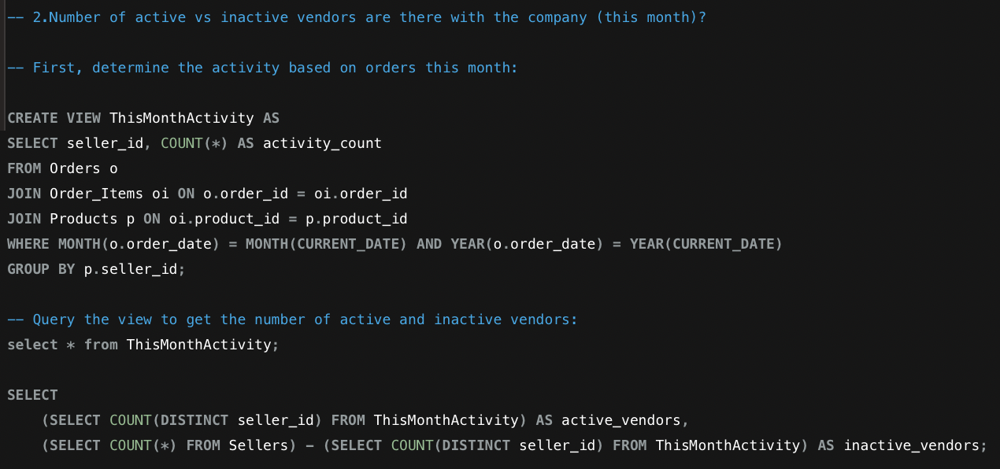 -- 2.Number of active vs inactive vendors are there with the company (this month)?
-- First, determine the activity based on orders this month:
CREATE VIEW ThisMonthActivity AS
SELECT seller_id, COUNT(*) AS activity_count
FROM Orders o
JOIN Order_Items oi ON o.order_id = oi.order_id
JOIN Products p ON oi.product_id = p.product_id
WHERE MONTH(o.order_date) = MONTH(CURRENT_DATE) AND YEAR(o.order_date) = YEAR(CURRENT_DATE)
GROUP BY p.seller_id;
-- Query the view to get the number of active and inactive vendors:
select * from ThisMonthActivity;
SELECT
    (SELECT COUNT(DISTINCT seller_id) FROM ThisMonthActivity) AS active_vendors,
    (SELECT COUNT(*) FROM Sellers) - (SELECT COUNT(DISTINCT seller_id) FROM ThisMonthActivity) AS inactive_vendors;